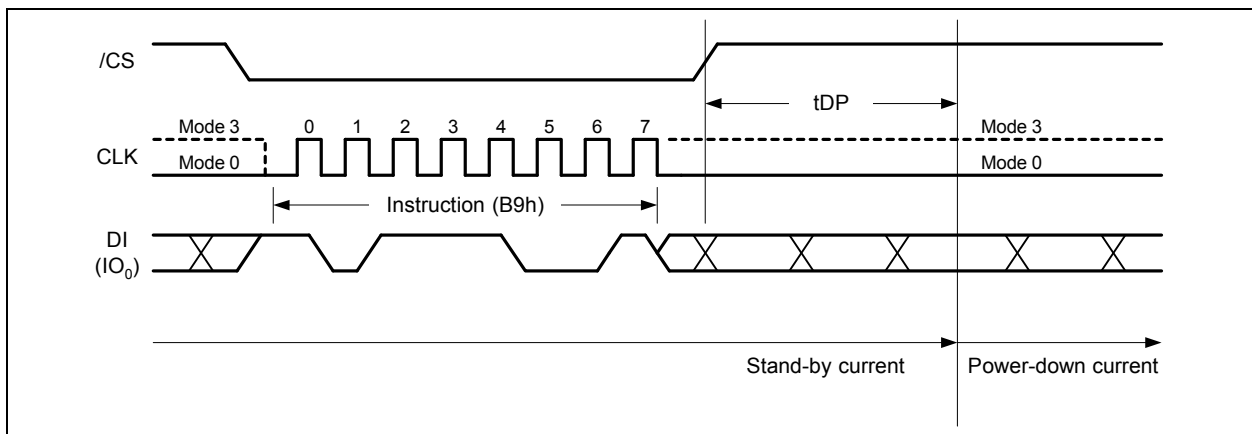 /CS
tDP
Mode 3 0 1 2 3 4 5 6 7 Mode 3
CLK
Mode 0 Mode 0
Instruction (B9h)
DI
(IO0)
Stand-by current Power-down current